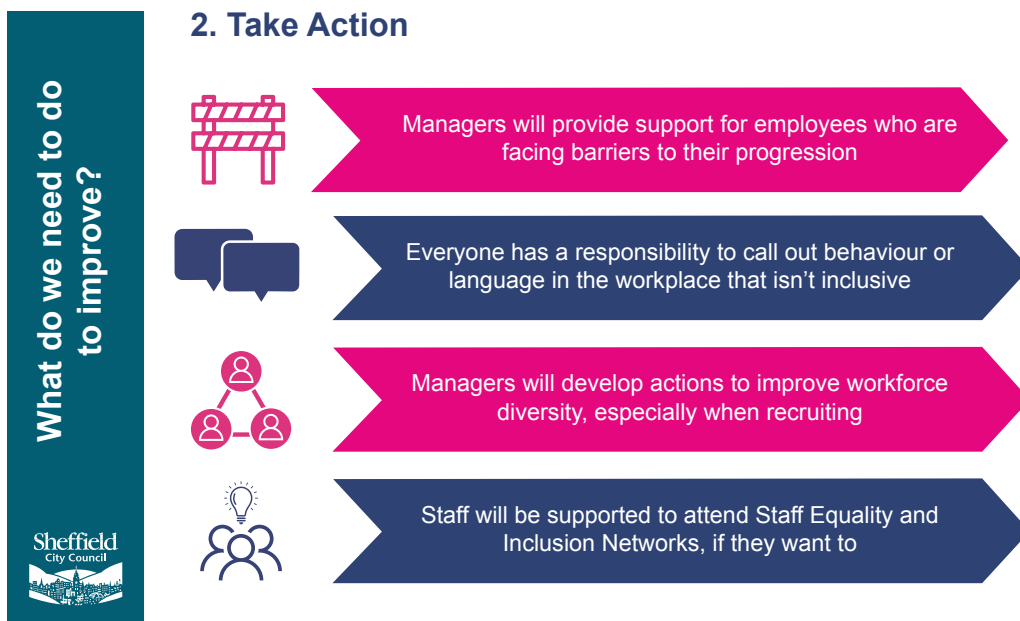 2. Take Action
What do we need to do
to improve?
Managers will provide support for employees who are
facing barriers to their progression
Everyone has a responsibility to call out behaviour or
language in the workplace that isn't inclusive
Managers will develop actions to improve workforce
diversity, especially when recruiting
Staff will be supported to attend Staff Equality and
Inclusion Networks, if they want to
Sheffield
City Council